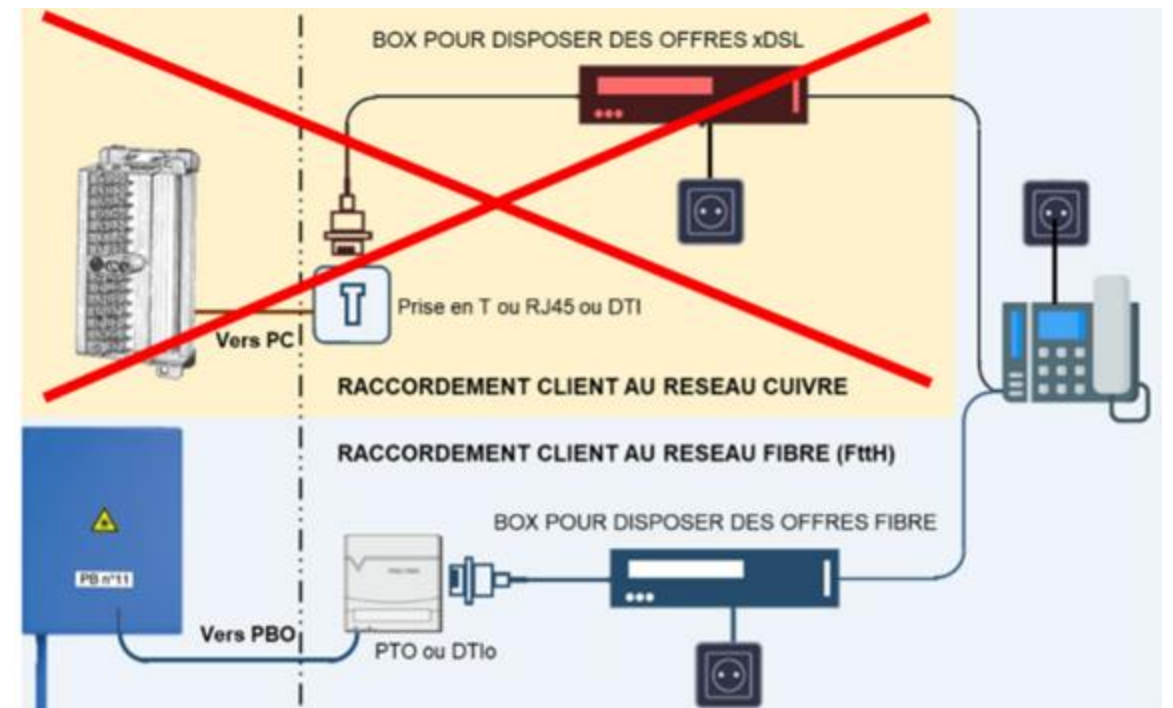 BOX POUR DISPOSER DES OFFRES xDSL
T
Prise en T ou RJ45 ou DTI
Vers PC
RACCORDEMENT CLIENT AU RESEAU CUIVRE
RACCORDEMENT CLIENT AU RESEAU FIBRE (FttH)
BOX POUR DISPOSER DES OFFRES FIBRE
PB n°11
Vers PBO
PTO ou DTIo